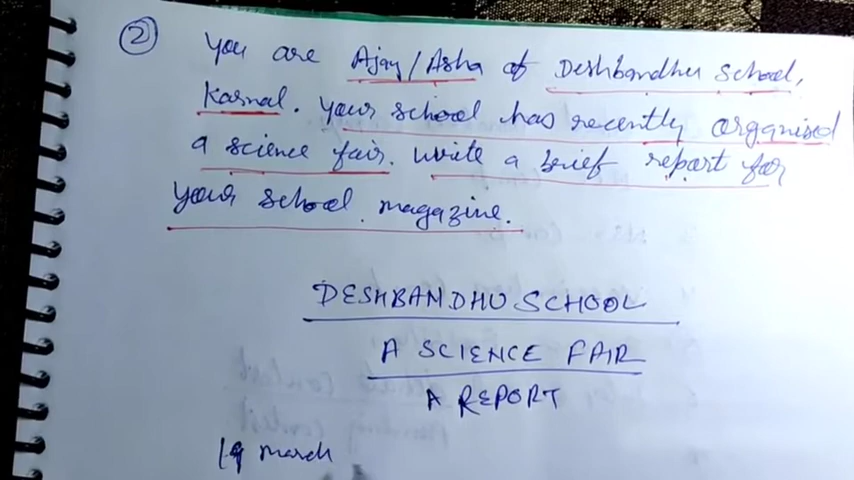 2 You are Ajay/Asha of Deshbandhu School,
Karnal. Your school has recently organised
a science fair. Write a brief report for
your school magazine.
DESHBANDHU SCHOOL
A SCIENCE FAIR
A REPORT
19 march